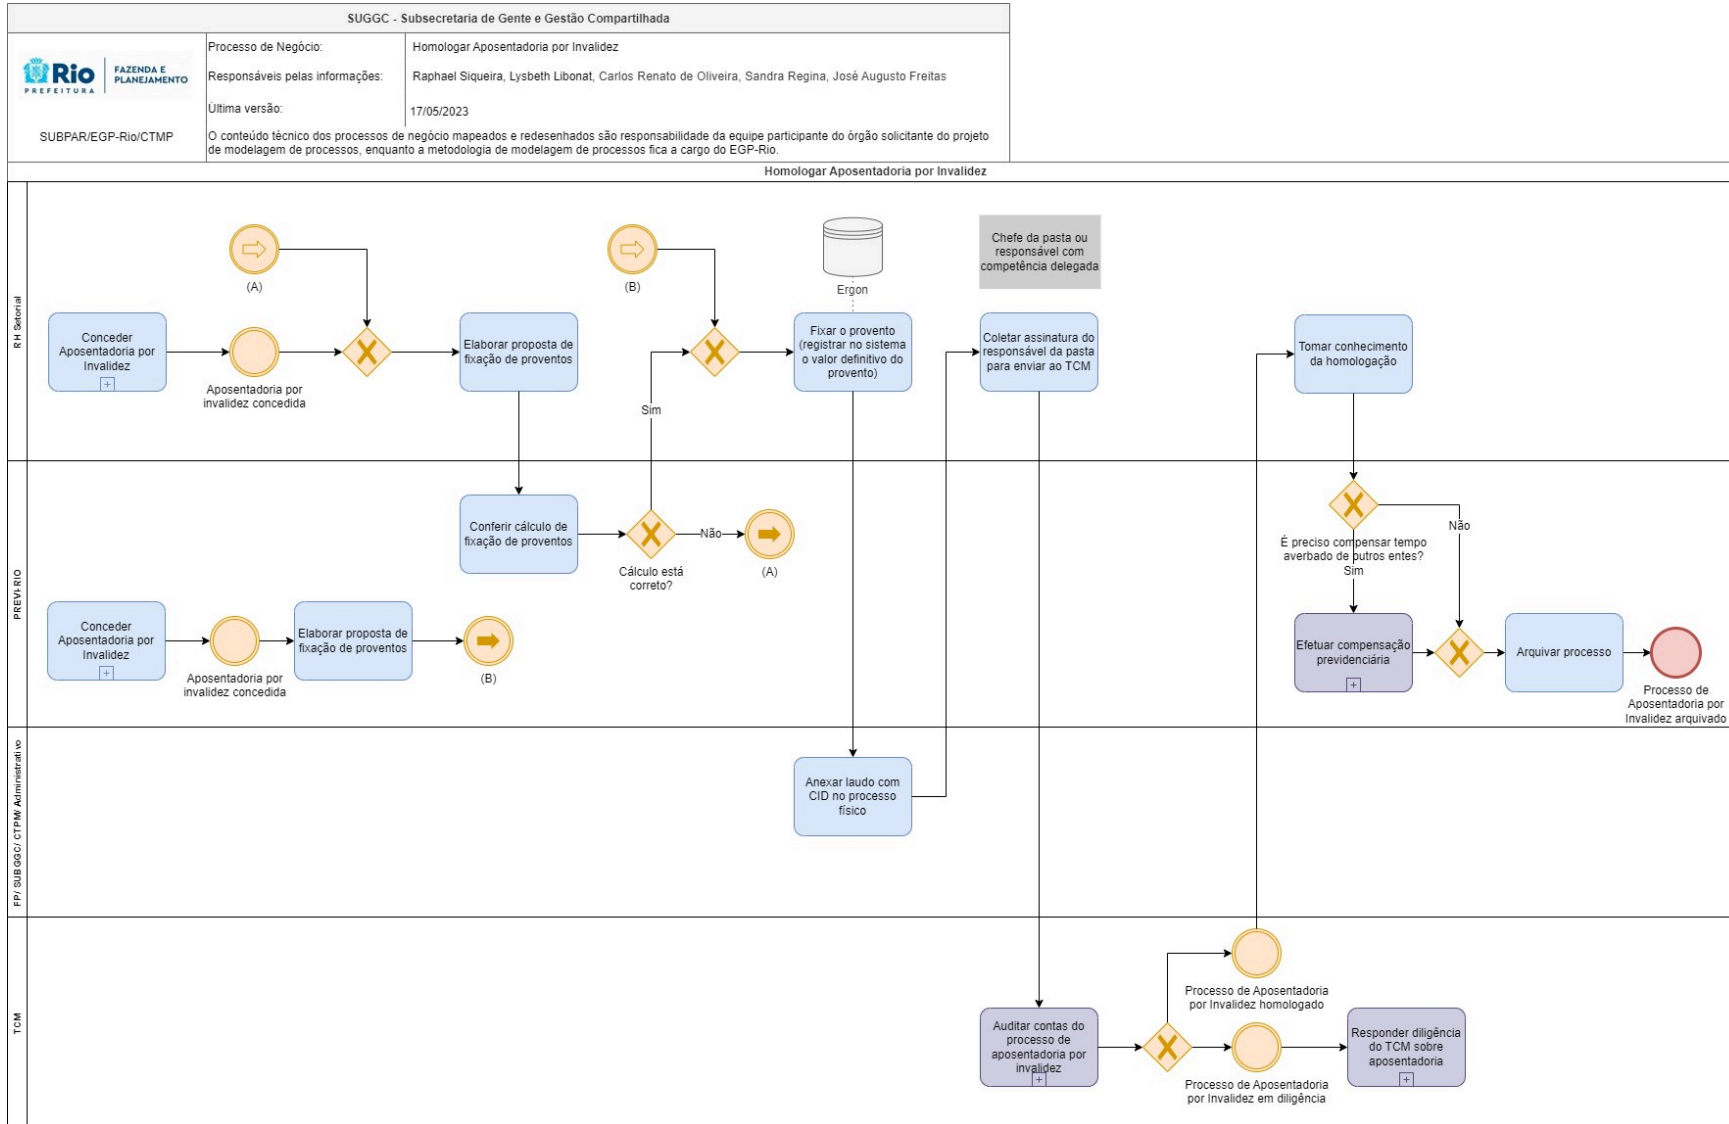 SUGGC - Subsecretaria de Gente e Gestão Compartilhada
Rio
PREFEITURA
FAZENDA E
PLANEJAMENTO
SUBPAR/EGP-Rio/CTMP
Processo de Negócio:
Homologar Aposentadoria por Invalidez
Responsáveis pelas informações:
Raphael Siqueira, Lysbeth Libonat, Carlos Renato de Oliveira, Sandra Regina, José Augusto Freitas
Última versão:
17/05/2023
O conteúdo técnico dos processos de negócio mapeados e redesenhados são responsabilidade da equipe participante do órgão solicitante do projeto
de modelagem de processos, enquanto a metodologia de modelagem de processos fica a cargo do EGP-Rio.
Homologar Aposentadoria por Invalidez
RH Setorial
(A)
(B)
Ergon
Chefe da pasta ou
responsável com
competência delegada
Conceder
Aposentadoria por
Invalidez
Aposentadoria por
invalidez concedida
Elaborar proposta de
fixação de proventos
Sim
Fixar o provento
(registrar no sistema
o valor definitivo do
provento)
Coletar assinatura do
responsável da pasta
para enviar ao TCM
Tomar conhecimento
da homologação
PREVI-RIO
Conferir cálculo de
fixação de proventos
Cálculo está
correto?
Não
(A)
É preciso compensar tempo
averbado de outros entes?
Sim
Não
Conceder
Aposentadoria por
Invalidez
Aposentadoria por
invalidez concedida
Elaborar proposta de
fixação de proventos
(B)
Efetuar compensação
previdenciária
Arquivar processo
Processo de
Aposentadoria por
Invalidez arquivado
FP/ SUBGGC/ CTPM/ Administrativo
Anexar laudo com
CID no processo
físico
TCM
Auditar contas do
processo de
aposentadoria por
invalidez
Processo de Aposentadoria
por Invalidez homologado
Processo de Aposentadoria
por Invalidez em diligência
Responder diligência
do TCM sobre
aposentadoria